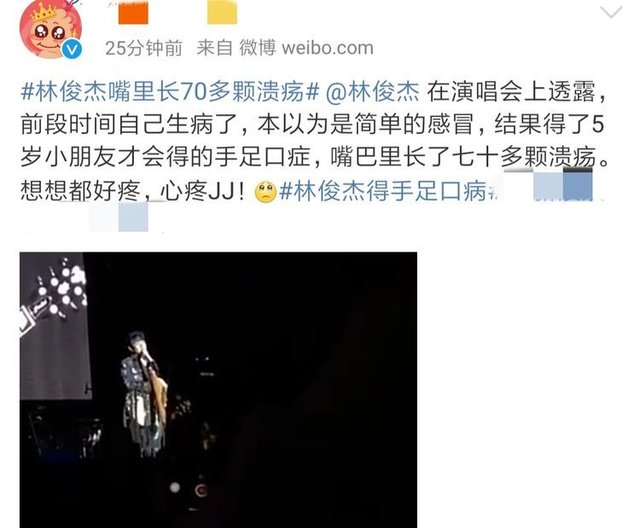 25分钟前 来自 微博 weibo.com
#林俊杰嘴里长70多颗溃疡# @林俊杰 在演唱会上透露，
前段时间自己生病了，本以为是简单的感冒，结果得了5
岁小朋友才会得的手足口症，嘴巴里长了七十多颗溃疡。
想想都好疼，心疼JJ！#林俊杰得手足口病